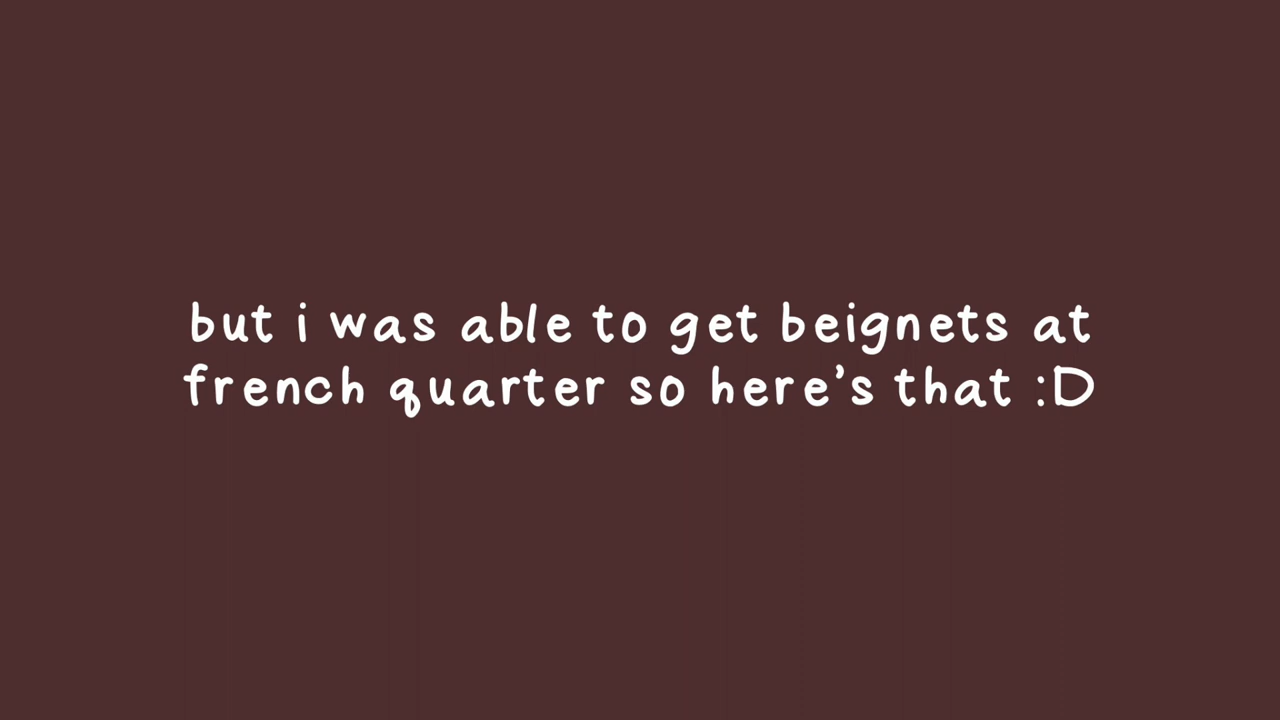 but i was able to get beignets at
french quarter so here's that :D